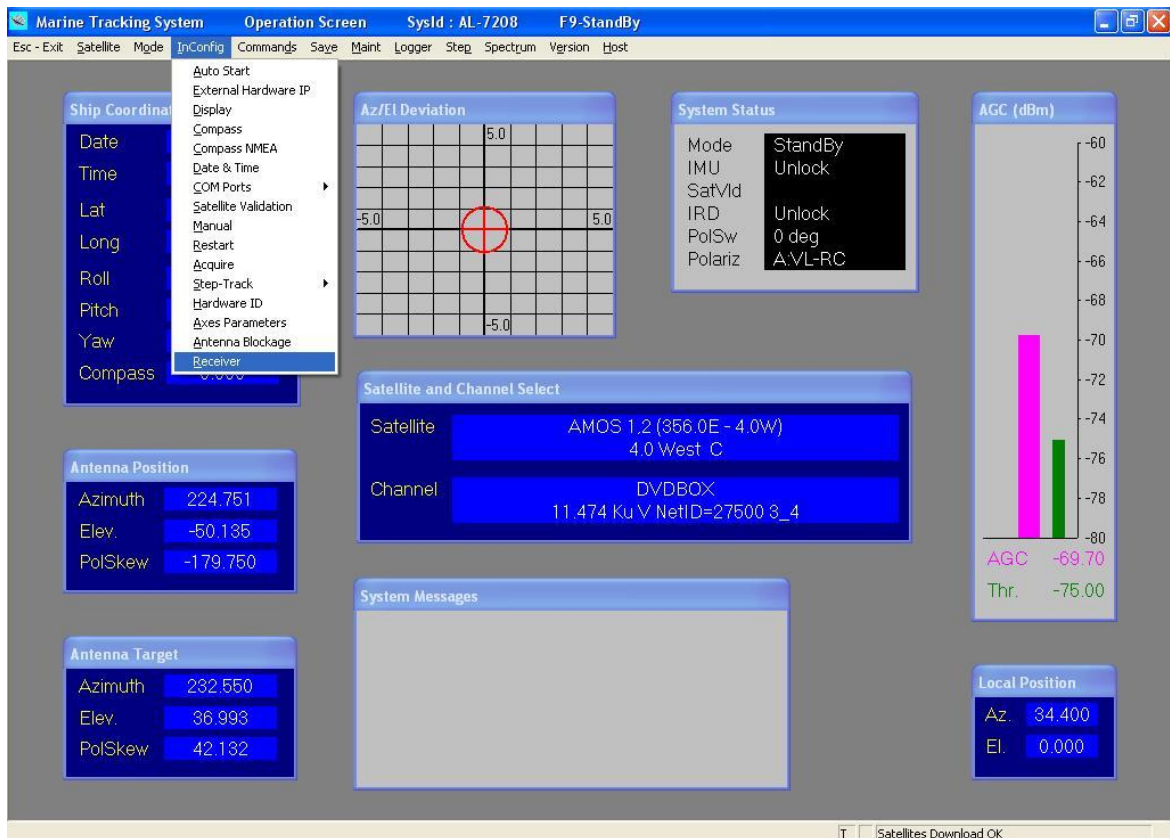 Marine Tracking System Operation Screen SysId : AL-7208 F9-StandBy
Esc - Exit Satellite Mode InConfig Commands Save Maint Logger Step Spectrum Version Host
Auto Start
External Hardware IP
Display
Compass
Compass NMEA
Date & Time
COM Ports
Satellite Validation
Manual
Restart
Acquire
Step-Track
Hardware ID
Axes Parameters
Antenna Blockage
Receiver
Date
Time
Lat
Long
Roll
Pitch
Yaw
Compass
Az/El Deviation
5.0
-5.0 5.0
-5.0
System Status
Mode StandBy
IMU Unlock
SatVld
IRD Unlock
PolSw 0 deg
Polariz A:VL-RC
AGC (dBm)
-60
-62
-64
-66
-68
-70
-72
-74
-76
-78
-80
AGC -69.70
Thr. -75.00
Satellite and Channel Select
Satellite AMOS 1,2 (356.0E - 4.0W)
4.0 West C
Channel DVDBOX
11.474 Ku V NetID=27500 3_4
Antenna Position
Azimuth 224.751
Elev. -50.135
PolSkew -179.750
System Messages
Antenna Target
Azimuth 232.550
Elev. 36.993
PolSkew 42.132
Local Position
Az. 34.400
El. 0.000
T Satellites Download OK